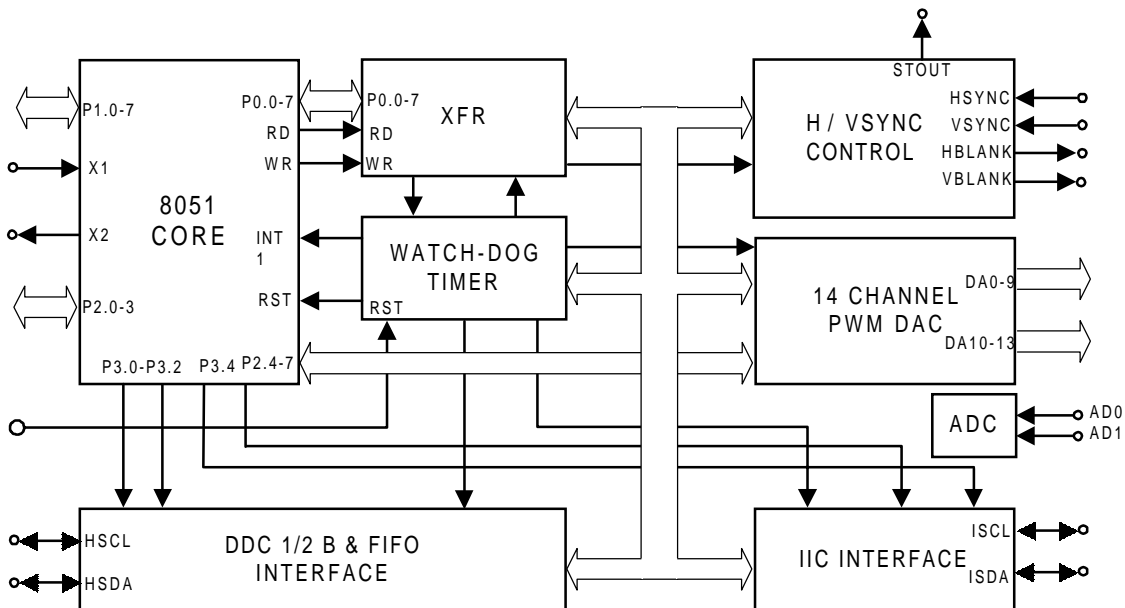 STOUT
P1.0-7
P0.0-7
P0.0-7
XFR
HSYNC
RD
RD
H / VSYNC
CONTROL
VSYNC
WR
WR
HBLANK
X1
VBLANK
8051
CORE
X2
INT
1
WATCH-DOG
TIMER
14 CHANNEL
PWM DAC
DA0-9
P2.0-3
RST
RST
DA10-13
P3.0-P3.2
P3.4
P2.4-7
ADC
AD0
AD1
HSCL
DDC 1/2 B & FIFO
INTERFACE
HSDA
IIC INTERFACE
ISCL
ISDA